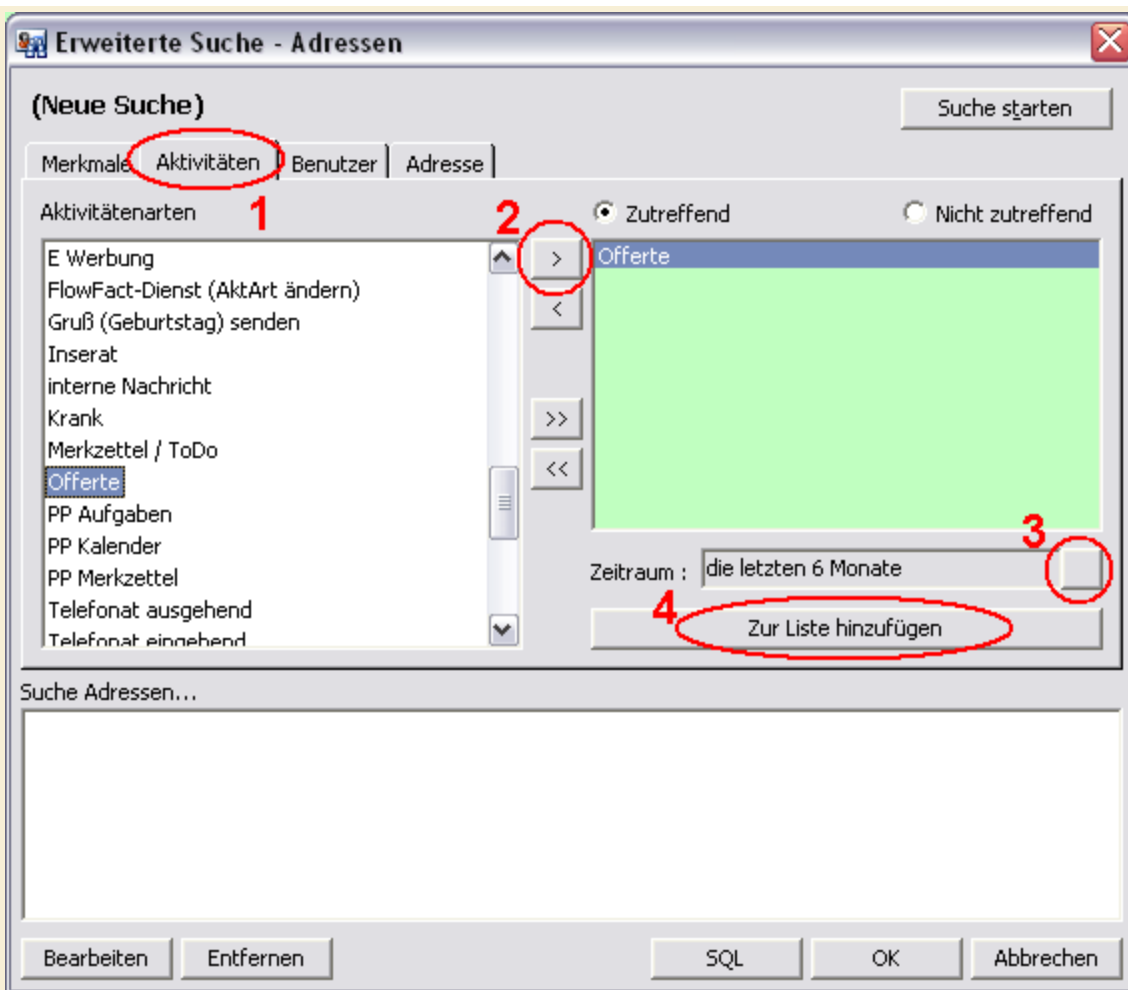 Erweiterte Suche - Adressen
(Neue Suche)
Suche starten
Merkmale Aktivitäten Benutzer Adresse
1
Aktivitätenarten
2
Zutreffend
Nicht zutreffend
E Werbung
FlowFact-Dienst (AktArt ändern)
Gruß (Geburtstag) senden
Inserat
interne Nachricht
Krank
Merkzettel / ToDo
Offerte
PP Aufgaben
PP Kalender
PP Merkzettel
Telefonat ausgehend
Telefonat eingehend
>
<
>>
<<
Offerte
3
Zeitraum : die letzten 6 Monate
4
Zur Liste hinzufügen
Suche Adressen...
Bearbeiten
Entfernen
SQL
OK
Abbrechen